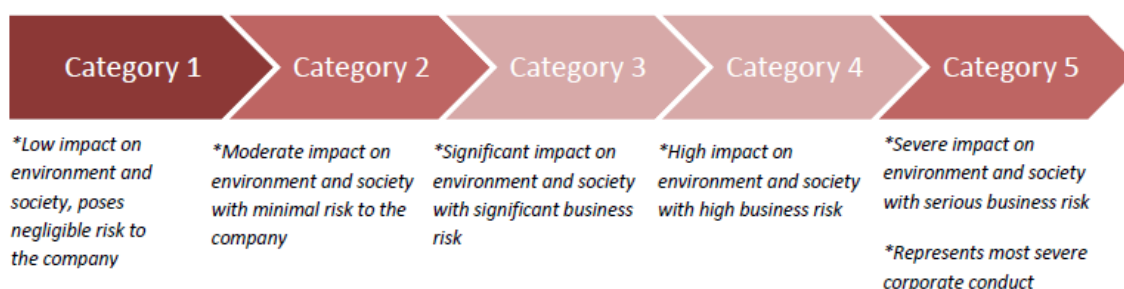 Category 1
Category 2
Category 3
Category 4
Category 5
*Low impact on
environment and
society, poses
negligible risk to
the company
*Moderate impact on
environment and society
with minimal risk to the
company
*Significant impact on
environment and society
with significant business
risk
*High impact on
environment and society
with high business risk
*Severe impact on
environment and society
with serious business risk
*Represents most severe
corporate conduct